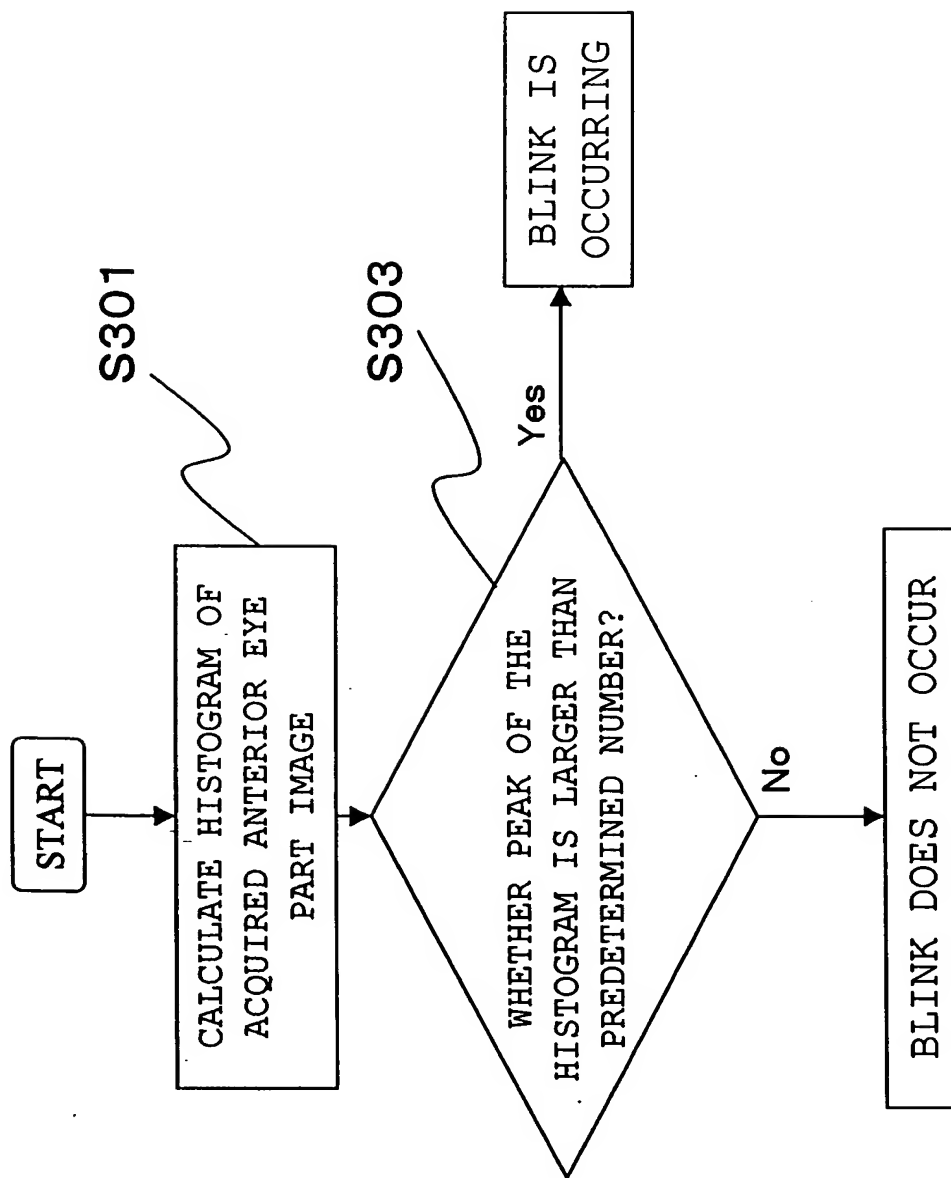 START
CALCULATE HISTOGRAM OF
ACQUIRED ANTERIOR EYE
PART IMAGE
S301
WHETHER PEAK OF THE
HISTOGRAM IS LARGER THAN
PREDETERMINED NUMBER?
S303
Yes
BLINK IS
OCCURRING
No
BLINK DOES NOT OCCUR